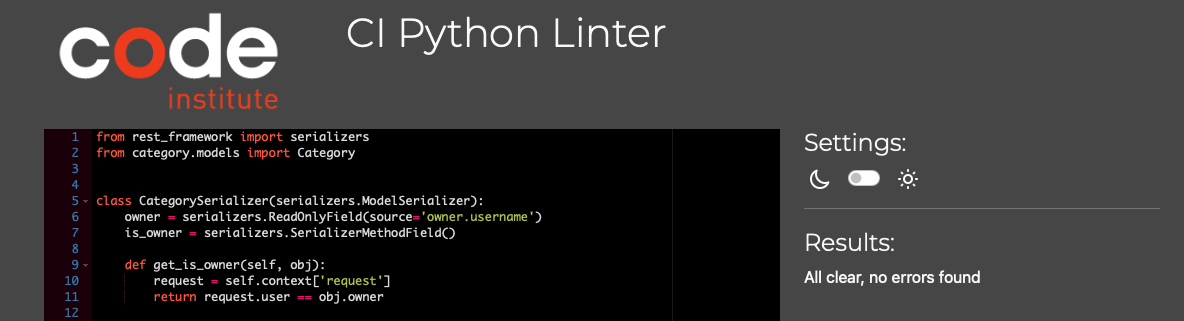 code
institute
CI Python Linter
1 from rest_framework import serializers
2 from category.models import Category
3
4
5 class CategorySerializer(serializers.ModelSerializer):
6     owner = serializers.ReadOnlyField(source='owner.username')
7     is_owner = serializers.SerializerMethodField()
8
9     def get_is_owner(self, obj):
10         request = self.context['request']
11         return request.user == obj.owner
12
Settings:
Results:
All clear, no errors found